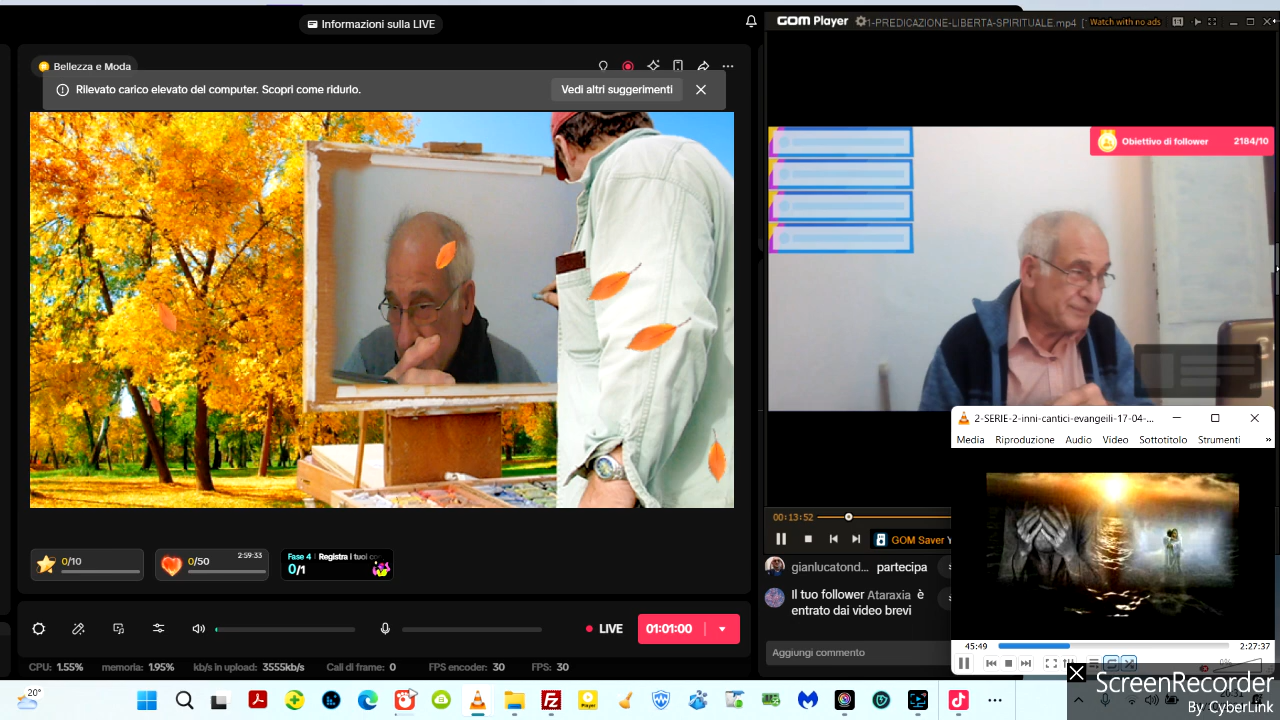 Informazioni sulla LIVE
Bellezza e Moda
Rilevato carico elevato del computer. Scopri come ridurlo.
Vedi altri suggerimenti
0/10
0/50
2:59:33
Fase 4 | Registra i tuoi co
0/1
LIVE
01:01:00
CPU: 1.55%
memoria: 1.95%
kb/s in upload: 3555kb/s
Cali di frame: 0
FPS encoder: 30
FPS: 30
GOM Player
1-PREDICAZIONE-LIBERTA-SPIRITUALE.mp4
Watch with no ads
Obiettivo di follower 2184/10
00:13:52
GOM Saver
gianlucatond... partecipa
Il tuo follower Ataraxia è
entrato dai video brevi
Aggiungi commento
2-SERIE-2-inni-cantici-evangeili-17-04-...
Media Riproduzione Audio Video Sottotitolo Strumenti »
45:49
2:27:37
0%
ScreenRecorder
By CyberLink
20°
20:31